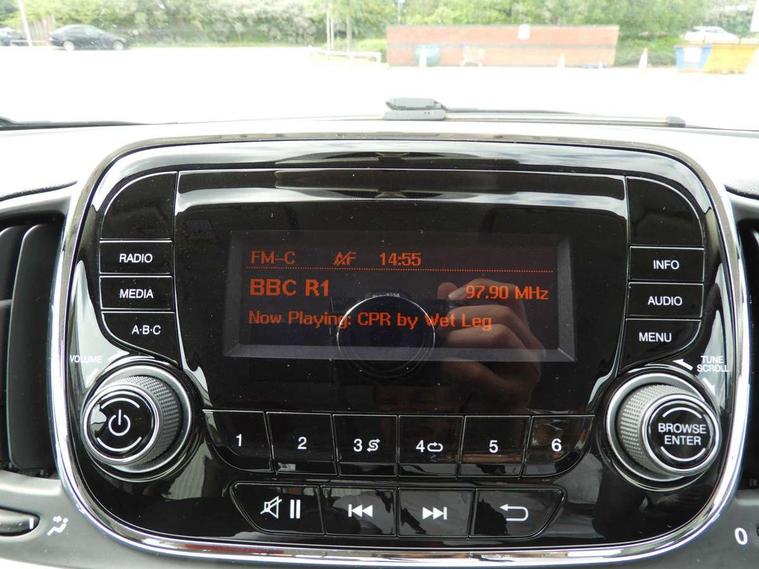 FM-C AF 14:55
BBC R1 97.90 MHz
Now Playing: CPR by Wet Leg
RADIO
MEDIA
A·B·C
INFO
AUDIO
MENU
VOLUME
TUNE
SCROLL
BROWSE
ENTER
1 2 3 4 5 6
0